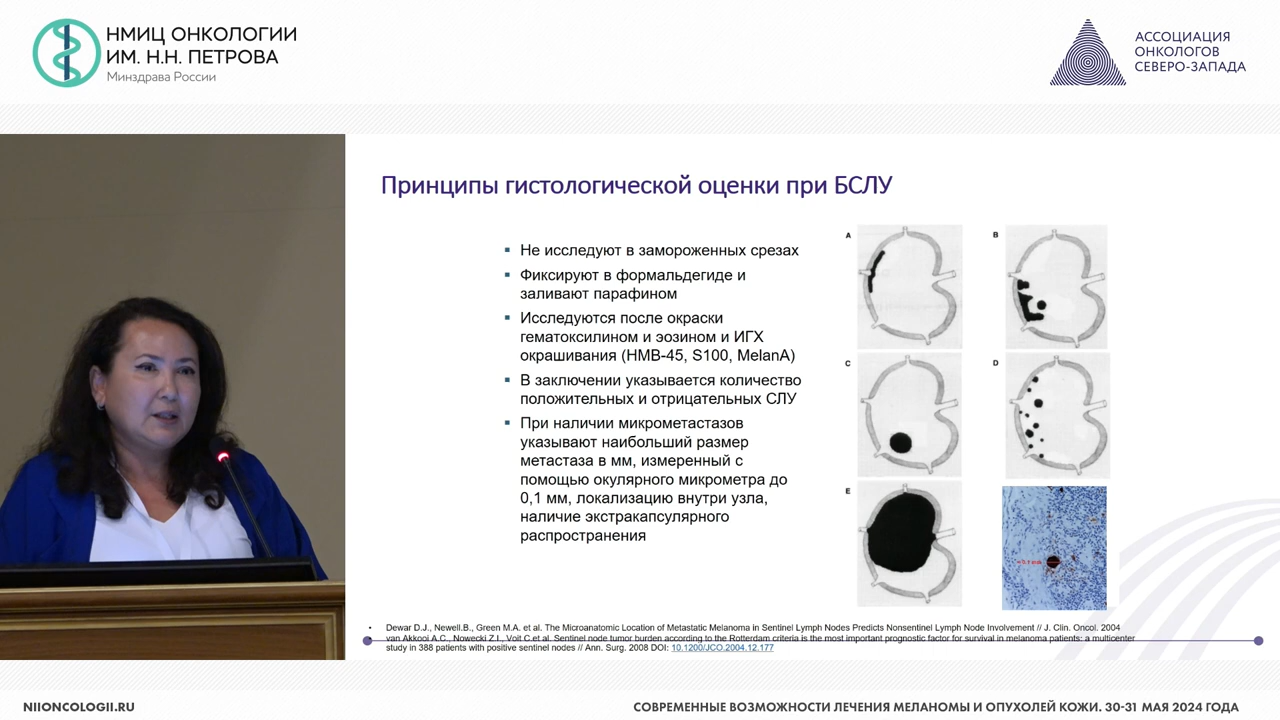 НМИЦ ОНКОЛОГИИ
ИМ. Н.Н. ПЕТРОВА
Минздрава России
АССОЦИАЦИЯ
ОНКОЛОГОВ
СЕВЕРО-ЗАПАДА
Принципы гистологической оценки при БСЛУ
▪ Не исследуют в замороженных срезах
▪ Фиксируют в формальдегиде и
заливают парафином
▪ Исследуются после окраски
гематоксилином и эозином и ИГХ
окрашивания (HMB-45, S100, MelanA)
▪ В заключении указывается количество
положительных и отрицательных СЛУ
▪ При наличии микрометастазов
указывают наибольший размер
метастаза в мм, измеренный с
помощью окулярного микрометра до
0,1 мм, локализацию внутри узла,
наличие экстракапсулярного
распространения
A
B
C
D
E
• Dewar D.J., Newell.B., Green M.A. et al. The Microanatomic Location of Metastatic Melanoma in Sentinel Lymph Nodes Predicts Nonsentinel Lymph Node Involvement // J. Clin. Oncol. 2004
• van Akkooi A.C., Nowecki Z.I., Voit C et al. Sentinel node tumor burden according to the Rotterdam criteria is the most important prognostic factor for survival in melanoma patients: a multicenter
study in 388 patients with positive sentinel nodes // Ann. Surg. 2008 DOI: 10.1200/JCO.2004.12.177
NIIONCOLOGII.RU
СОВРЕМЕННЫЕ ВОЗМОЖНОСТИ ЛЕЧЕНИЯ МЕЛАНОМЫ И ОПУХОЛЕЙ КОЖИ. 30-31 МАЯ 2024 ГОДА